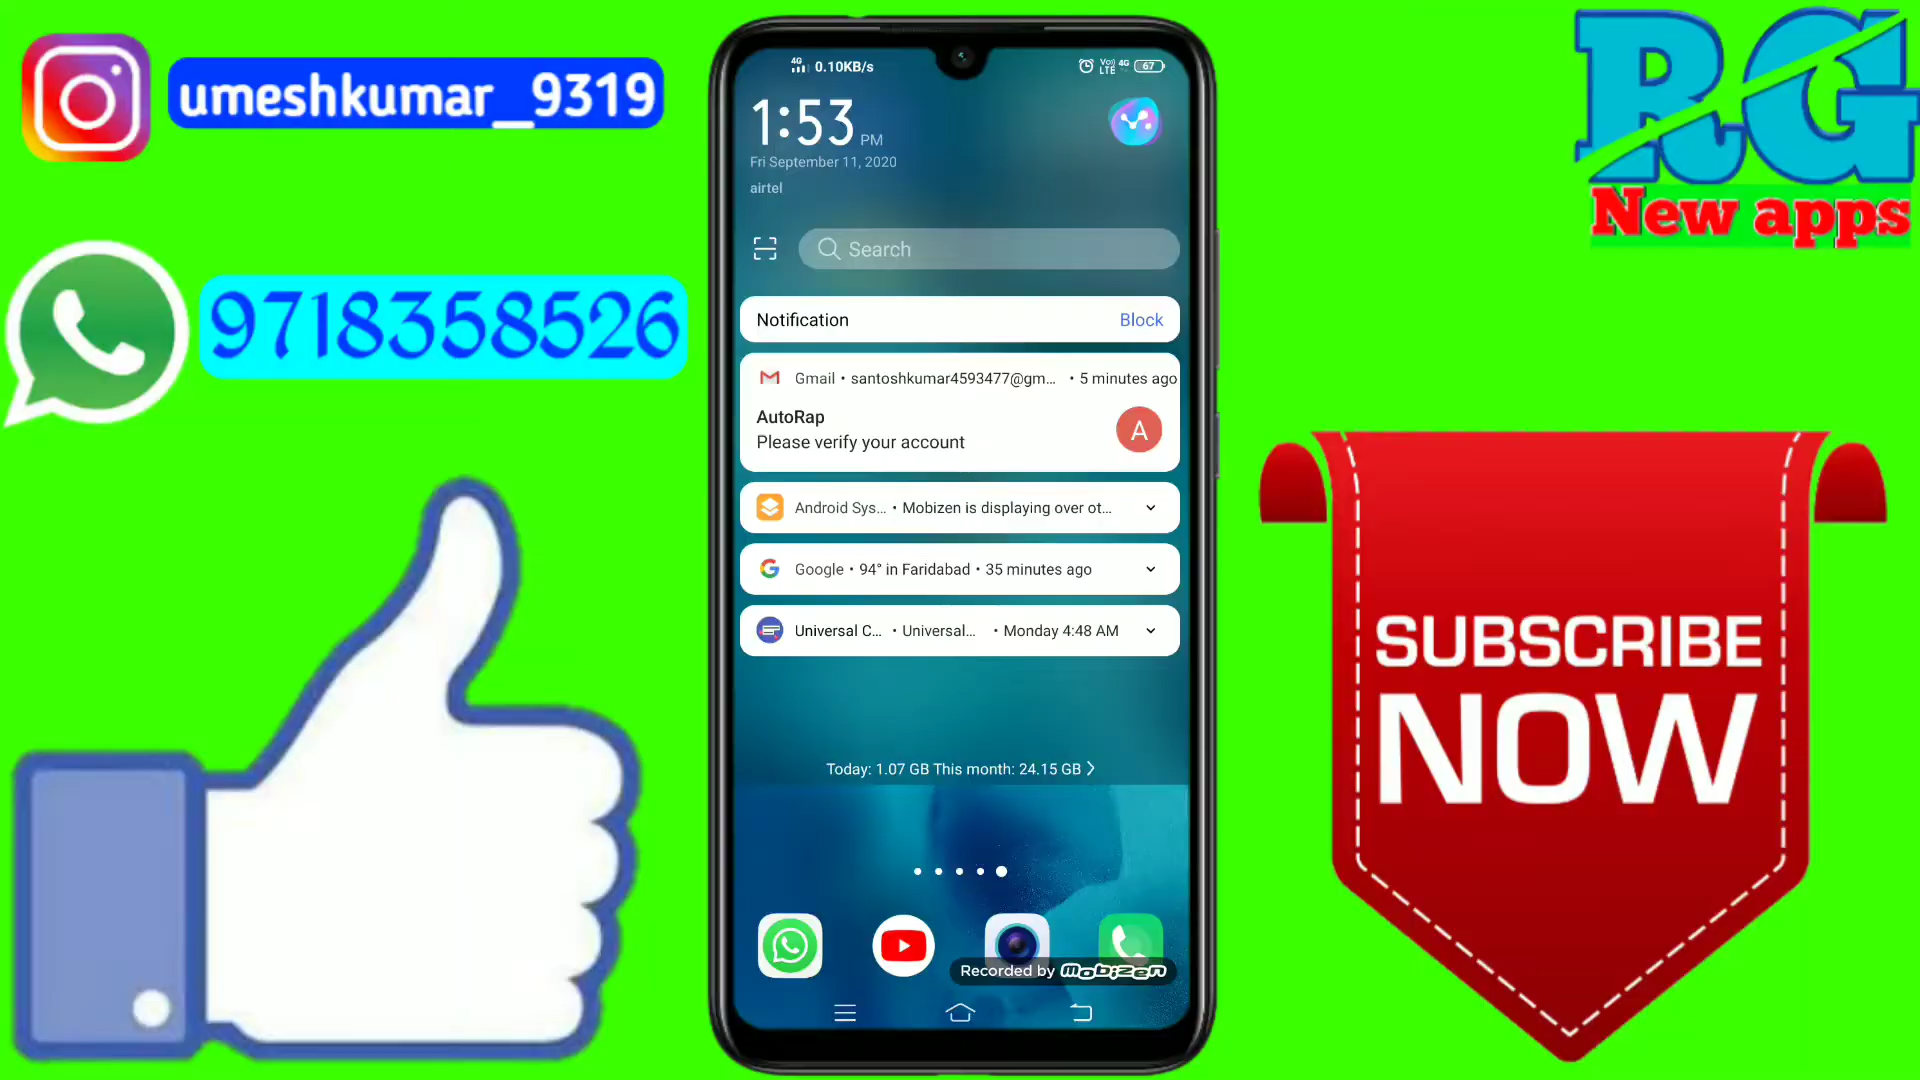 umeshkumar_9319
9718358526
RG
New apps
4G 0.10KB/s
Vo)) LTE 4G 67
1:53 PM
Fri September 11, 2020
airtel
Search
Notification Block
Gmail • santoshkumar4593477@gm... • 5 minutes ago
AutoRap
Please verify your account
A
Android Sys... • Mobizen is displaying over ot...
Google • 94° in Faridabad • 35 minutes ago
Universal C... • Universal... • Monday 4:48 AM
Today: 1.07 GB This month: 24.15 GB
Recorded by mobizen
SUBSCRIBE
NOW